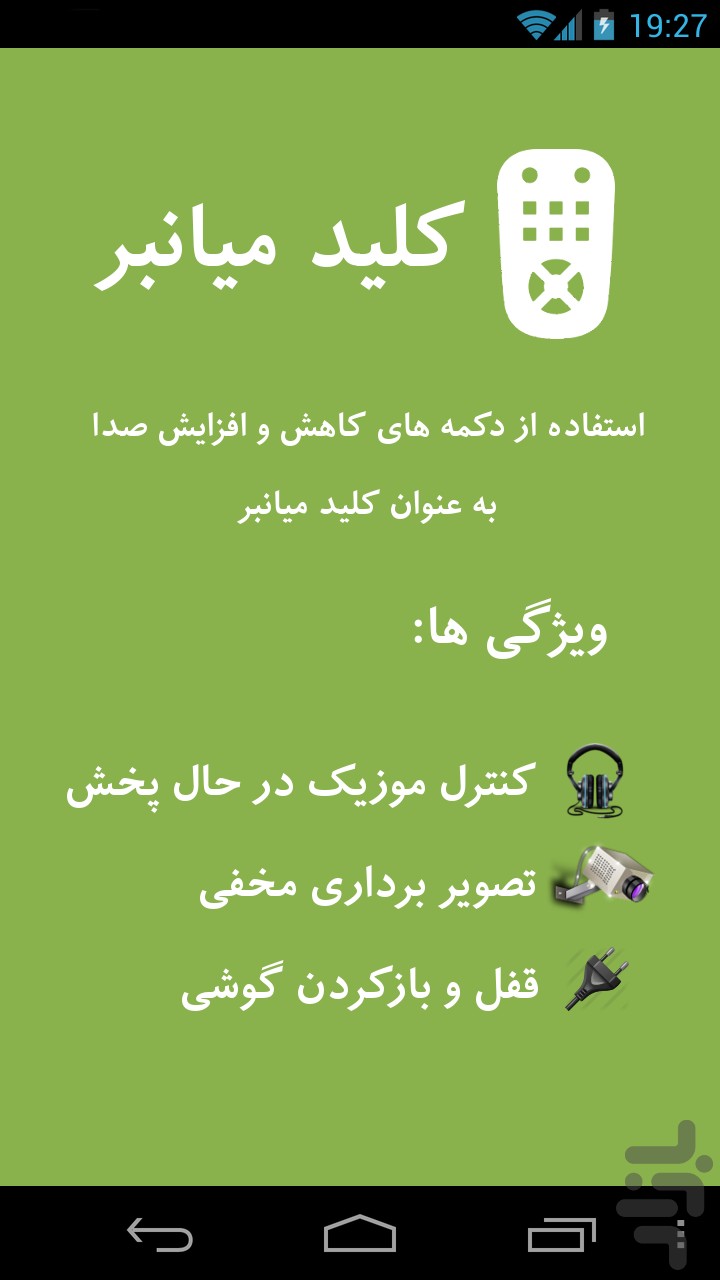 19:27
کلید میانبر
استفاده از دکمه های کاهش و افزایش صدا
به عنوان کلید میانبر
ویژگی ها:
کنترل موزیک در حال پخش
تصویر برداری مخفی
قفل و بازکردن گوشی